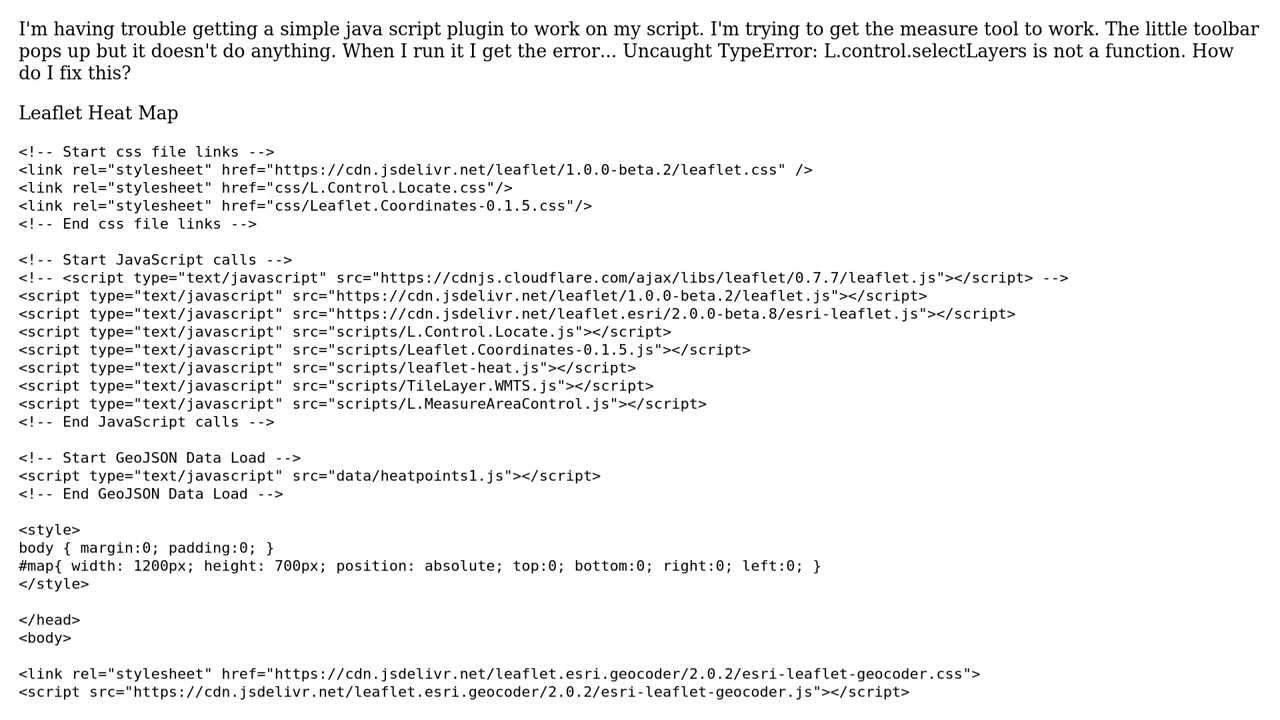 I'm having trouble getting a simple java script plugin to work on my script. I'm trying to get the measure tool to work. The little toolbar
pops up but it doesn't do anything. When I run it I get the error... Uncaught TypeError: L.control.selectLayers is not a function. How
do I fix this?
Leaflet Heat Map
<!-- Start css file links -->
<link rel="stylesheet" href="https://cdn.jsdelivr.net/leaflet/1.0.0-beta.2/leaflet.css" />
<link rel="stylesheet" href="css/L.Control.Locate.css"/>
<link rel="stylesheet" href="css/Leaflet.Coordinates-0.1.5.css"/>
<!-- End css file links -->
<!-- Start JavaScript calls -->
<!-- <script type="text/javascript" src="https://cdnjs.cloudflare.com/ajax/libs/leaflet/0.7.7/leaflet.js"></script> -->
<script type="text/javascript" src="https://cdn.jsdelivr.net/leaflet/1.0.0-beta.2/leaflet.js"></script>
<script type="text/javascript" src="https://cdn.jsdelivr.net/leaflet.esri/2.0.0-beta.8/esri-leaflet.js"></script>
<script type="text/javascript" src="scripts/L.Control.Locate.js"></script>
<script type="text/javascript" src="scripts/Leaflet.Coordinates-0.1.5.js"></script>
<script type="text/javascript" src="scripts/leaflet-heat.js"></script>
<script type="text/javascript" src="scripts/TileLayer.WMTS.js"></script>
<script type="text/javascript" src="scripts/L.MeasureAreaControl.js"></script>
<!-- End JavaScript calls -->
<!-- Start GeoJSON Data Load -->
<script type="text/javascript" src="data/heatpoints1.js"></script>
<!-- End GeoJSON Data Load -->
<style>
body { margin:0; padding:0; }
#map{ width: 1200px; height: 700px; position: absolute; top:0; bottom:0; right:0; left:0; }
</style>
</head>
<body>
<link rel="stylesheet" href="https://cdn.jsdelivr.net/leaflet.esri.geocoder/2.0.2/esri-leaflet-geocoder.css">
<script src="https://cdn.jsdelivr.net/leaflet.esri.geocoder/2.0.2/esri-leaflet-geocoder.js"></script>